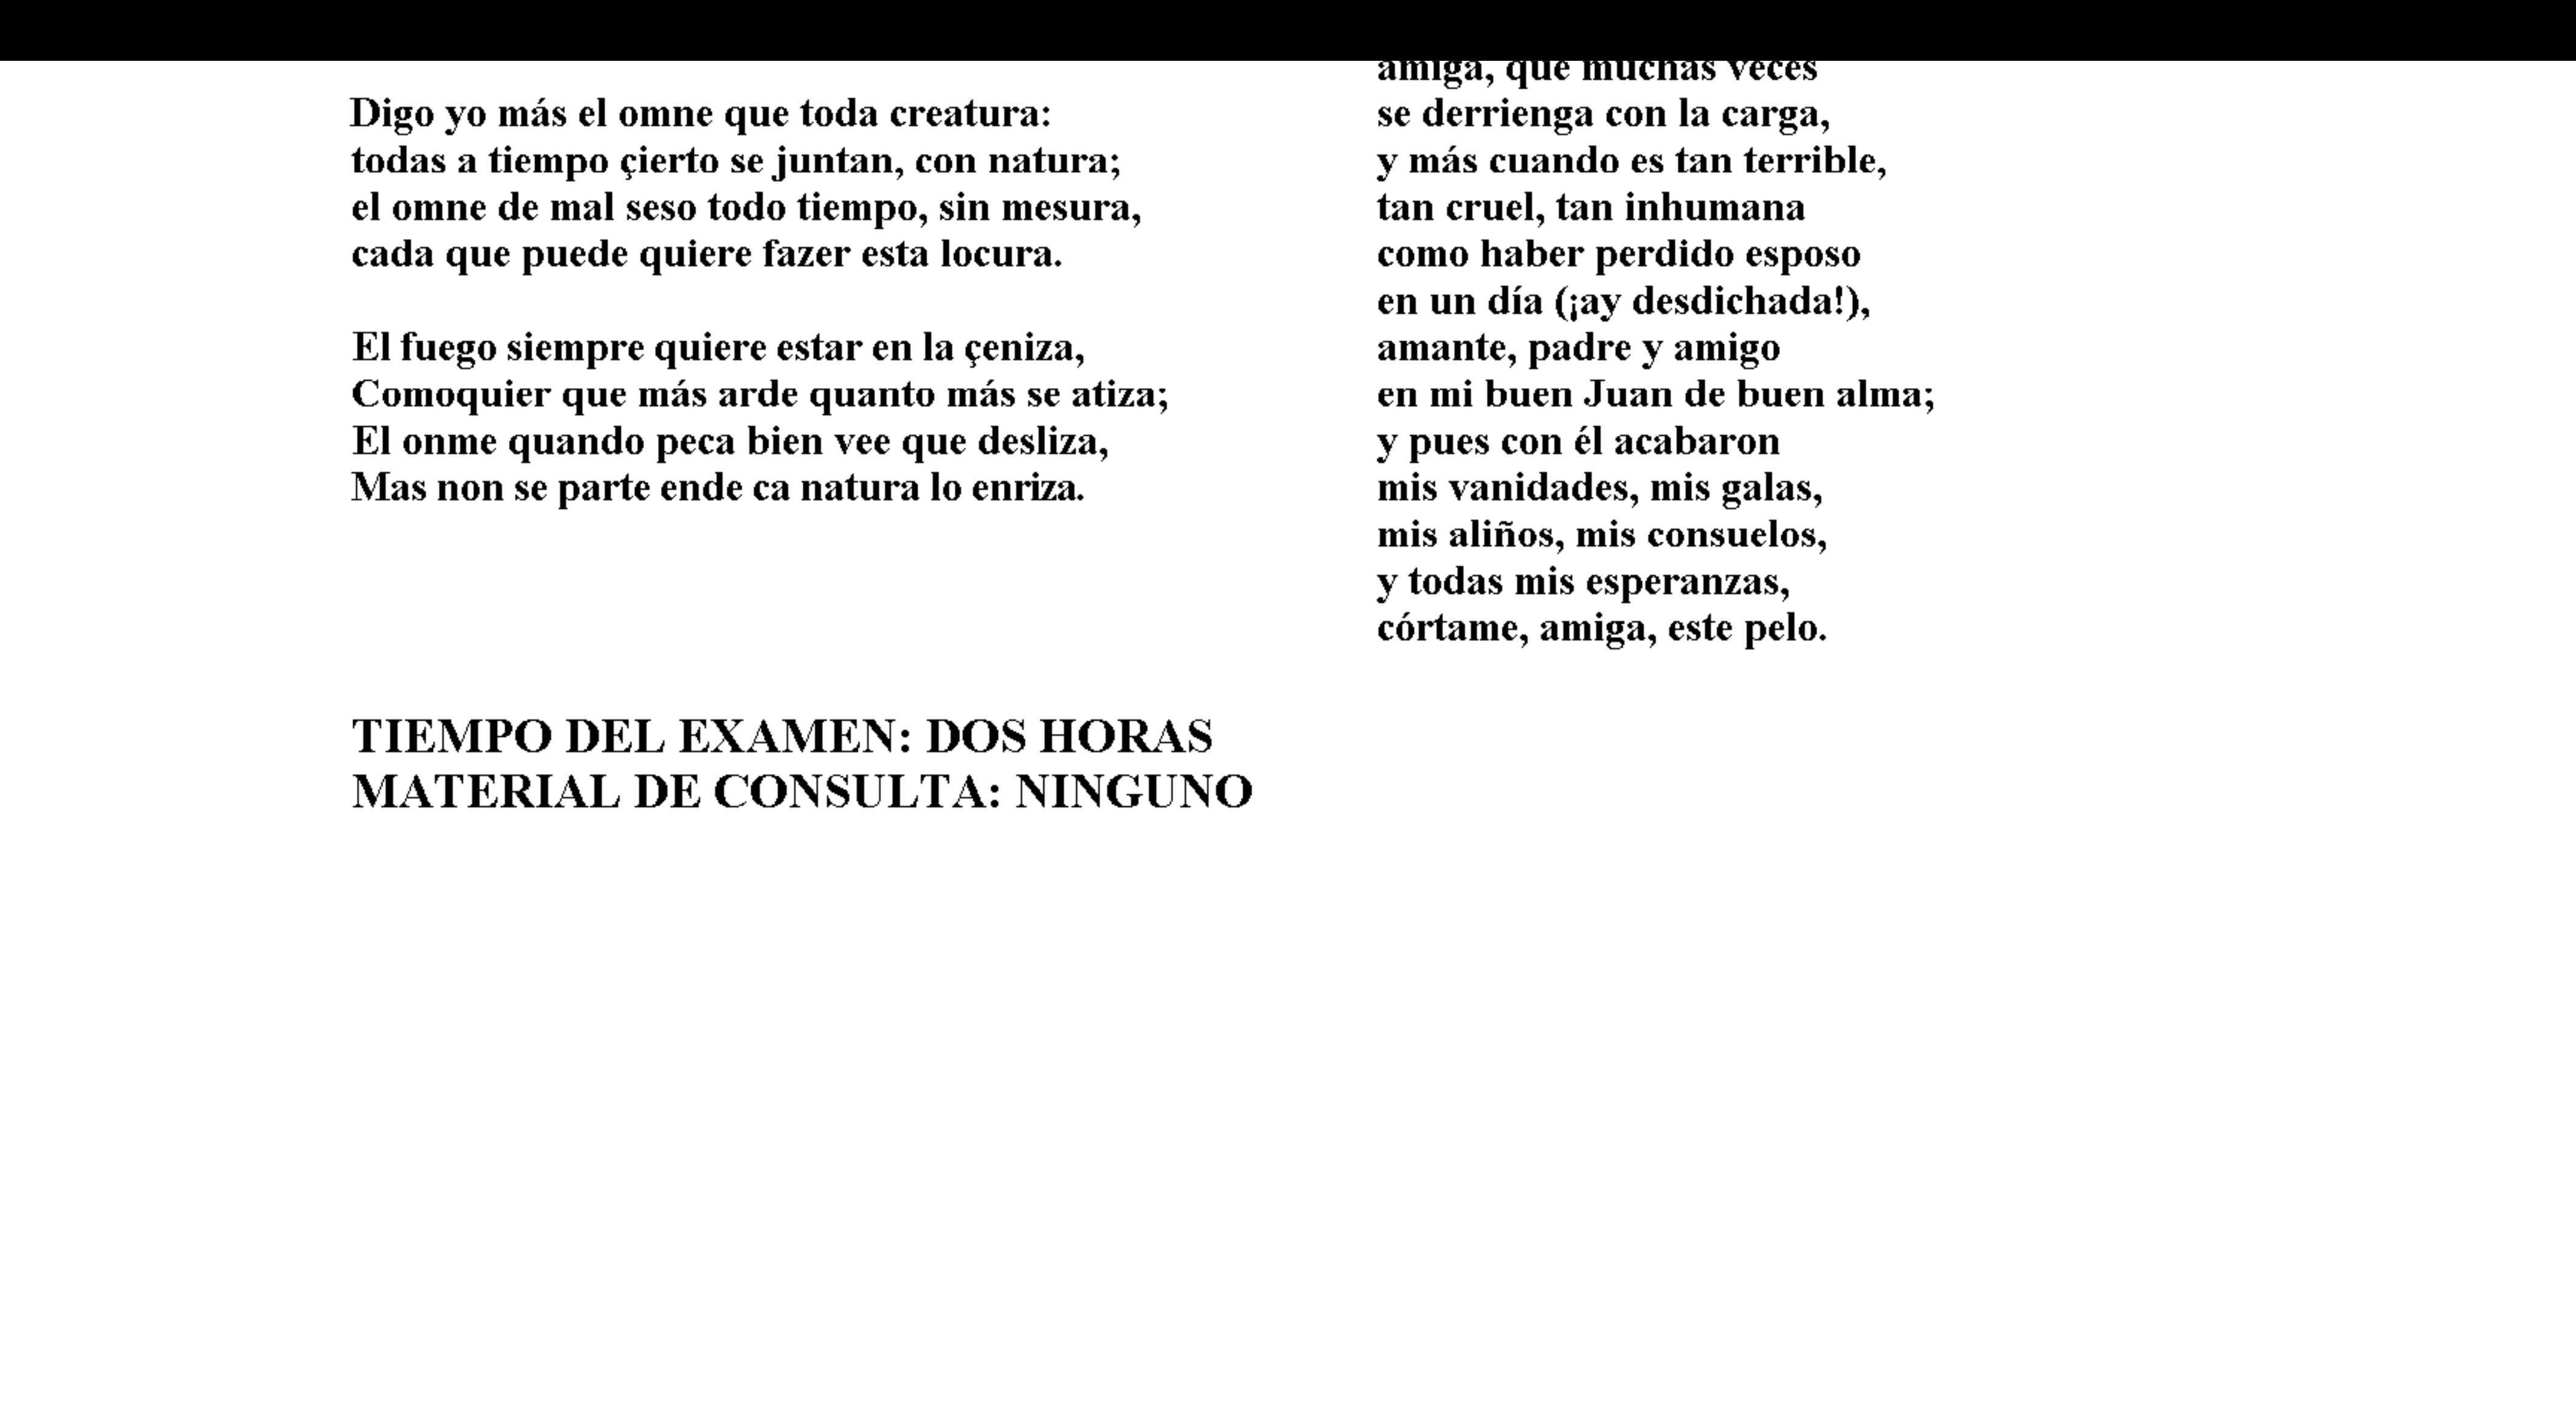 Digo yo más el omne que toda creatura:
todas a tiempo çierto se juntan, con natura;
el omne de mal seso todo tiempo, sin mesura,
cada que puede quiere fazer esta locura.
El fuego siempre quiere estar en la çeniza,
Comoquier que más arde quanto más se atiza;
El onme quando peca bien vee que desliza,
Mas non se parte ende ca natura lo enriza.
amiga, que muchas veces
se derrienga con la carga,
y más cuando es tan terrible,
tan cruel, tan inhumana
como haber perdido esposo
en un día (¡ay desdichada!),
amante, padre y amigo
en mi buen Juan de buen alma;
y pues con él acabaron
mis vanidades, mis galas,
mis aliños, mis consuelos,
y todas mis esperanzas,
córtame, amiga, este pelo.
TIEMPO DEL EXAMEN: DOS HORAS
MATERIAL DE CONSULTA: NINGUNO